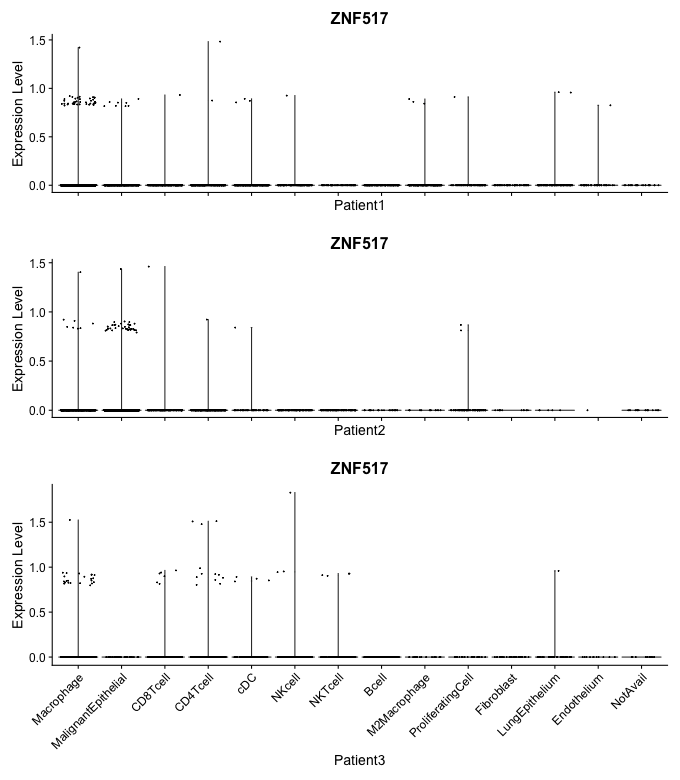 ZNF517
1.5
1.0
0.5
0.0
Expression Level
Patient1
ZNF517
1.5
1.0
0.5
0.0
Expression Level
Patient2
ZNF517
1.5
1.0
0.5
0.0
Expression Level
Macrophage
MalignantEpithelial
CD8Tcell
CD4Tcell
cDC
NKcell
NKTcell
Bcell
M2Macrophage
ProliferatingCell
Fibroblast
LungEpithelium
Endothelium
NotAvail
Patient3